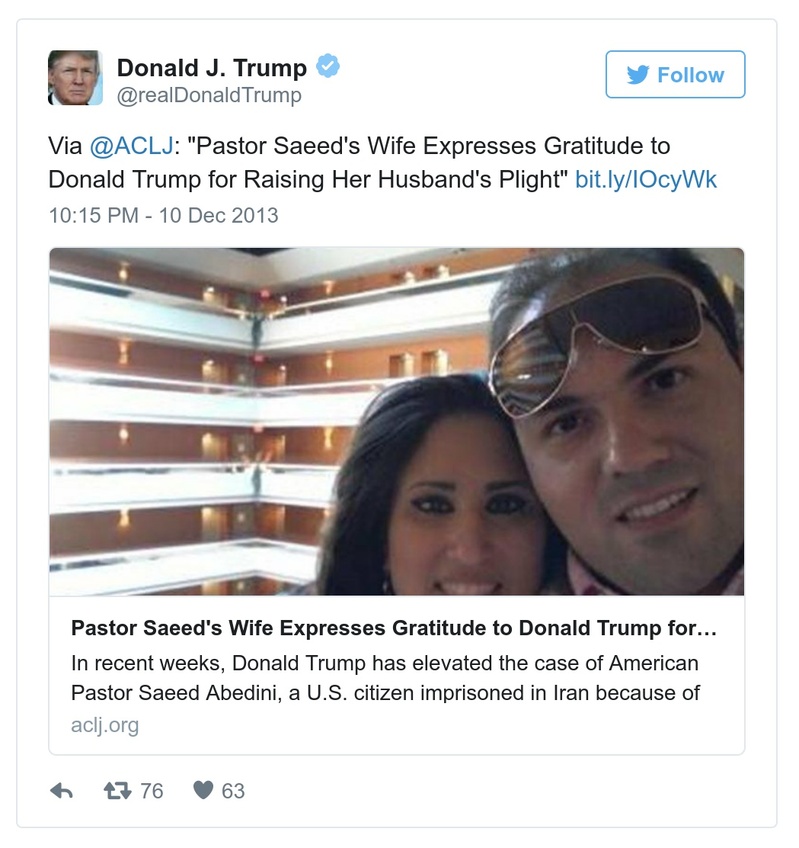 Donald J. Trump
@realDonaldTrump
Follow
Via @ACLJ: "Pastor Saeed's Wife Expresses Gratitude to
Donald Trump for Raising Her Husband's Plight" bit.ly/IOcyWk
10:15 PM - 10 Dec 2013
Pastor Saeed's Wife Expresses Gratitude to Donald Trump for...
In recent weeks, Donald Trump has elevated the case of American
Pastor Saeed Abedini, a U.S. citizen imprisoned in Iran because of
aclj.org
76 63